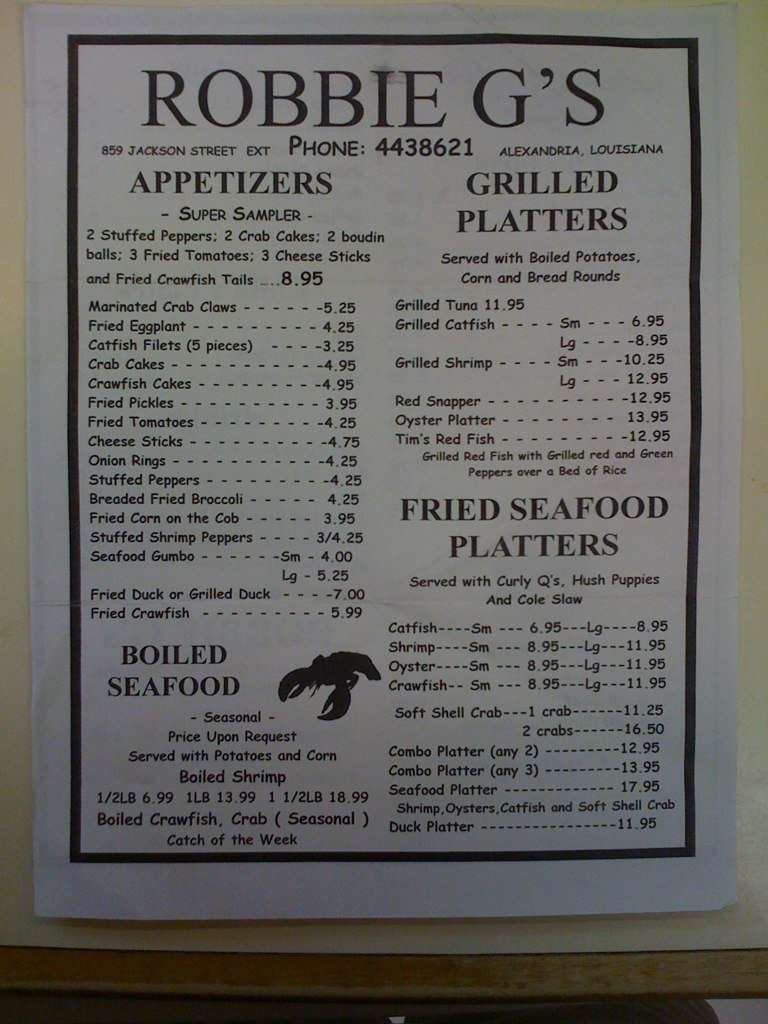 ROBBIE G'S
859 JACKSON STREET EXT PHONE: 4438621 ALEXANDRIA, LOUISIANA
APPETIZERS
- SUPER SAMPLER -
2 Stuffed Peppers; 2 Crab Cakes; 2 boudin
balls; 3 Fried Tomatoes; 3 Cheese Sticks
and Fried Crawfish Tails .....8.95
Marinated Crab Claws - - - - - -5.25
Fried Eggplant - - - - - - - - - 4.25
Catfish Filets (5 pieces) - - - -3.25
Crab Cakes - - - - - - - - - - -4.95
Crawfish Cakes - - - - - - - - -4.95
Fried Pickles - - - - - - - - - - 3.95
Fried Tomatoes - - - - - - - - -4.25
Cheese Sticks - - - - - - - - - -4.75
Onion Rings - - - - - - - - - - -4.25
Stuffed Peppers - - - - - - - - -4.25
Breaded Fried Broccoli - - - - - 4.25
Fried Corn on the Cob - - - - - 3.95
Stuffed Shrimp Peppers - - - - 3/4.25
Seafood Gumbo - - - - - -Sm - 4.00
Lg - 5.25
Fried Duck or Grilled Duck - - - -7.00
Fried Crawfish - - - - - - - - - 5.99
BOILED
SEAFOOD
- Seasonal -
Price Upon Request
Served with Potatoes and Corn
Boiled Shrimp
1/2LB 6.99 1LB 13.99 1 1/2LB 18.99
Boiled Crawfish, Crab ( Seasonal )
Catch of the Week
GRILLED
PLATTERS
Served with Boiled Potatoes,
Corn and Bread Rounds
Grilled Tuna 11.95
Grilled Catfish - - - - Sm - - - 6.95
Lg - - - -8.95
Grilled Shrimp - - - - Sm - - -10.25
Lg - - - 12.95
Red Snapper - - - - - - - - - -12.95
Oyster Platter - - - - - - - - - 13.95
Tim's Red Fish - - - - - - - - -12.95
Grilled Red Fish with Grilled red and Green
Peppers over a Bed of Rice
FRIED SEAFOOD
PLATTERS
Served with Curly Q's, Hush Puppies
And Cole Slaw
Catfish----Sm --- 6.95---Lg----8.95
Shrimp----Sm --- 8.95---Lg---11.95
Oyster----Sm --- 8.95---Lg---11.95
Crawfish-- Sm --- 8.95---Lg---11.95
Soft Shell Crab---1 crab------11.25
2 crabs------16.50
Combo Platter (any 2) ---------12.95
Combo Platter (any 3) ---------13.95
Seafood Platter ------------- 17.95
Shrimp,Oysters,Catfish and Soft Shell Crab
Duck Platter ----------------11.95